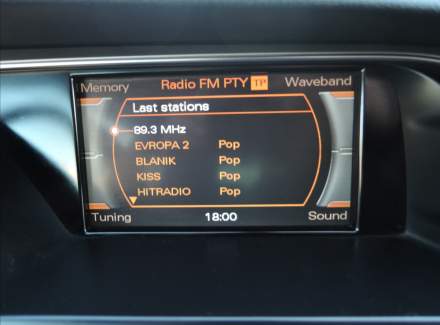 Memory Radio FM PTY TP Waveband
Last stations
89.3 MHz
EVROPA 2 Pop
BLANIK Pop
KISS Pop
HITRADIO Pop
Tuning 18:00 Sound